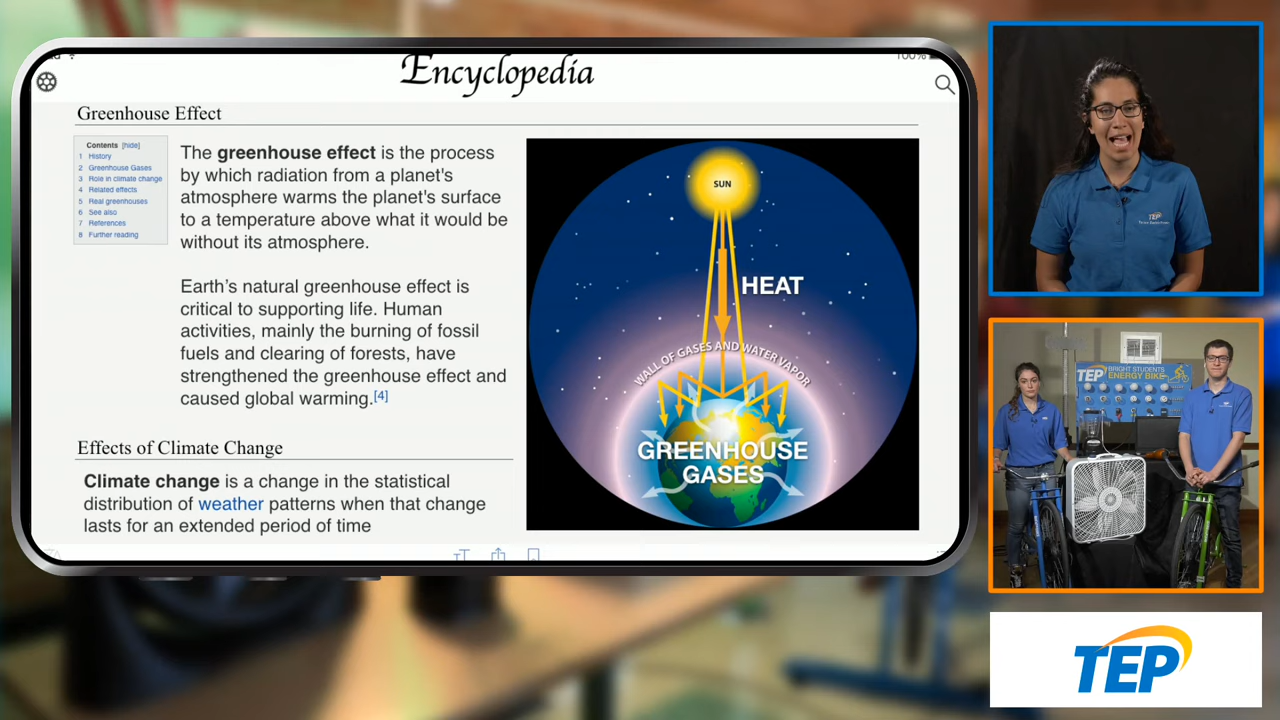 100%
Encyclopedia
Greenhouse Effect
Contents [hide]
1 History
2 Greenhouse Gases
3 Role in climate change
4 Related effects
5 Real greenhouses
6 See also
7 References
8 Further reading
The greenhouse effect is the process
by which radiation from a planet's
atmosphere warms the planet's surface
to a temperature above what it would be
without its atmosphere.
Earth's natural greenhouse effect is
critical to supporting life. Human
activities, mainly the burning of fossil
fuels and clearing of forests, have
strengthened the greenhouse effect and
caused global warming.[4]
Effects of Climate Change
Climate change is a change in the statistical
distribution of weather patterns when that change
lasts for an extended period of time
SUN
HEAT
WALL OF GASES AND WATER VAPOR
GREENHOUSE
GASES
TEP
TEP
BRIGHT STUDENTS
ENERGY BIKE
TEP